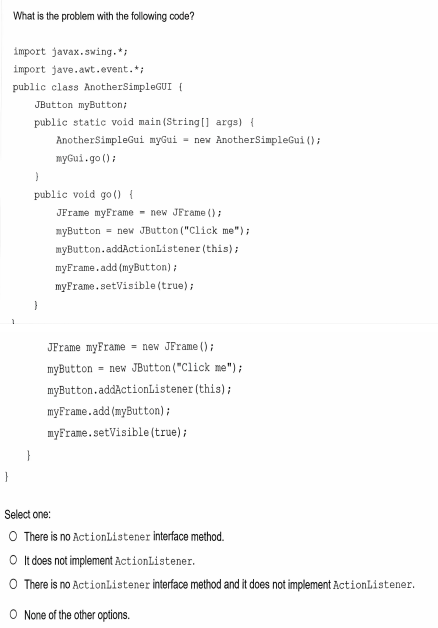 What is the problem with the following code?
import javax.swing.*;
import jave.awt.event.*;
public class AnotherSimpleGUI {
JButton myButton;
public static void main(String[] args) {
AnotherSimpleGui myGui = new AnotherSimpleGui();
myGui.go();
}
public void go() {
JFrame myFrame = new JFrame();
myButton = new JButton("Click me");
myButton.addActionListener(this);
myFrame.add(myButton);
myFrame.setVisible(true);
}
}
JFrame myFrame = new JFrame();
myButton = new JButton("Click me");
myButton.addActionListener(this);
myFrame.add(myButton);
myFrame.setVisible(true);
}
}
Select one:
There is no ActionListener interface method.
It does not implement ActionListener.
There is no ActionListener interface method and it does not implement ActionListener.
None of the other options.